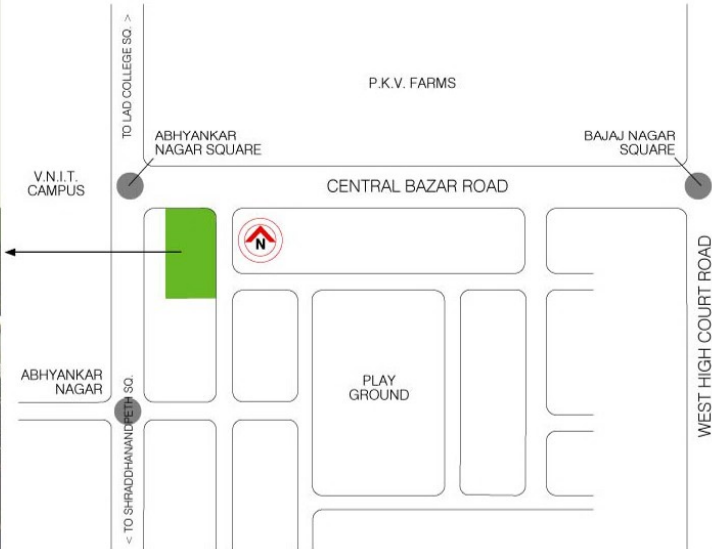 TO LAD COLLEGE SQ. >
P.K.V. FARMS
ABHYANKAR
NAGAR SQUARE
BAJAJ NAGAR
SQUARE
V.N.I.T.
CAMPUS
CENTRAL BAZAR ROAD
N
WEST HIGH COURT ROAD
ABHYANKAR
NAGAR
PLAY
GROUND
< TO SHRADDHANANDPETH SQ.